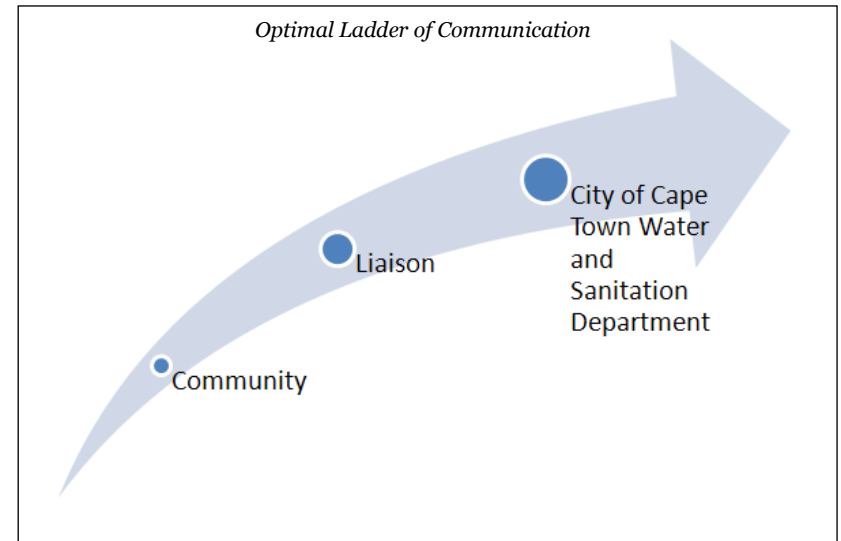 Optimal Ladder of Communication
City of Cape
Town Water
and
Sanitation
Department
Liaison
Community